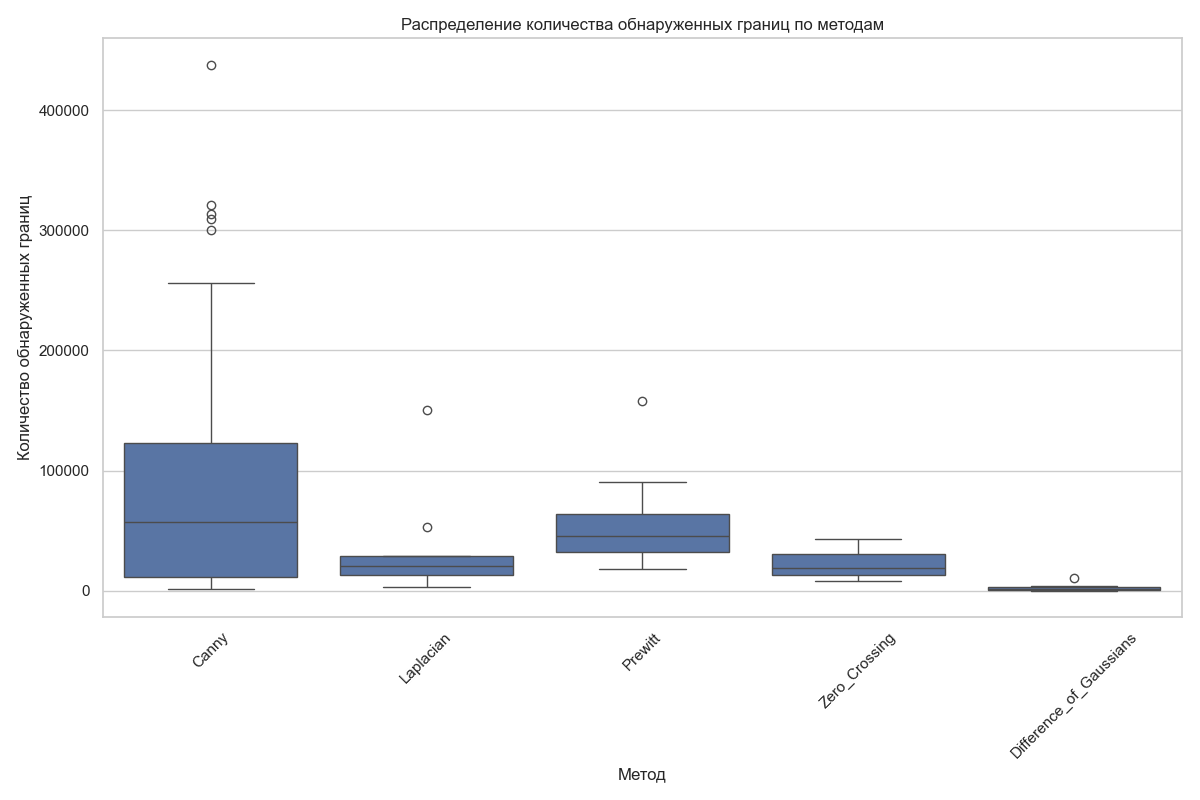 Распределение количества обнаруженных границ по методам
Количество обнаруженных границ
400000
300000
200000
100000
0
Canny
Laplacian
Prewitt
Zero_Crossing
Difference_of_Gaussians
Метод